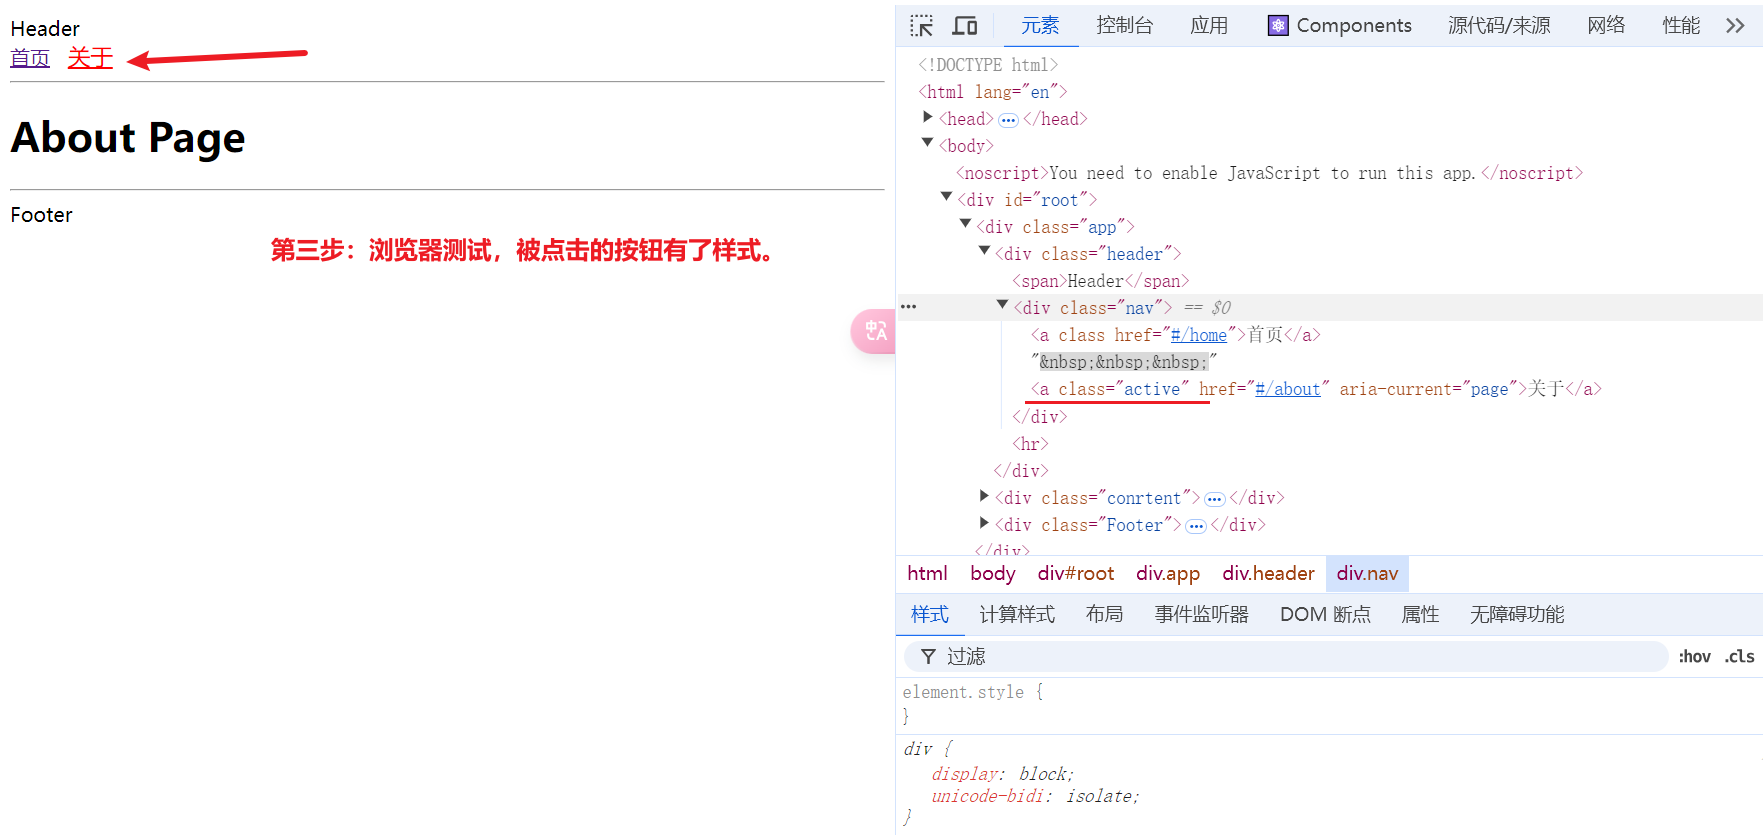 Header
首页 关于
About Page
Footer
第三步：浏览器测试，被点击的按钮有了样式。
中A
元素 控制台 应用 Components 源代码/来源 网络 性能
<!DOCTYPE html>
<html lang="en">
<head>…</head>
<body>
<noscript>You need to enable JavaScript to run this app.</noscript>
<div id="root">
<div class="app">
<div class="header">
<span>Header</span>
<div class="nav"> == $0
<a class href="#/home">首页</a>
"&nbsp;&nbsp;&nbsp;"
<a class="active" href="#/about" aria-current="page">关于</a>
</div>
<hr>
</div>
<div class="conrtent">…</div>
<div class="Footer">…</div>
</div>
html body div#root div.app div.header div.nav
样式 计算样式 布局 事件监听器 DOM 断点 属性 无障碍功能
过滤 :hov .cls
element.style {
}
div {
display: block;
unicode-bidi: isolate;
}